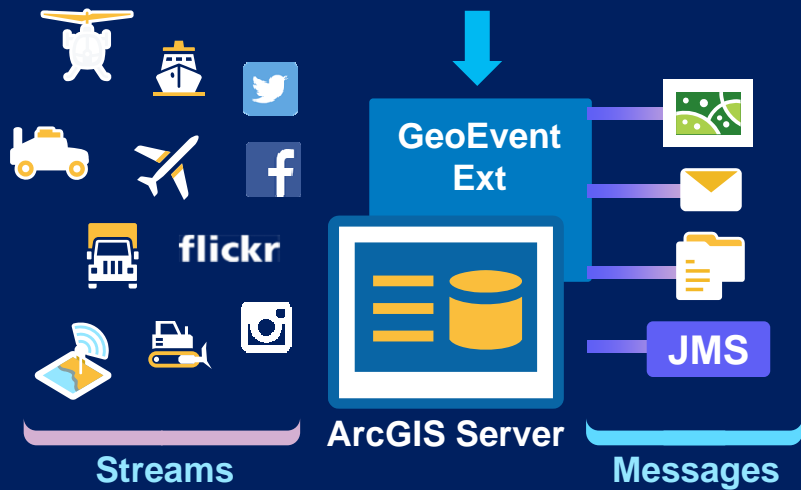 GeoEvent
Ext
flickr
JMS
ArcGIS Server
Streams
Messages